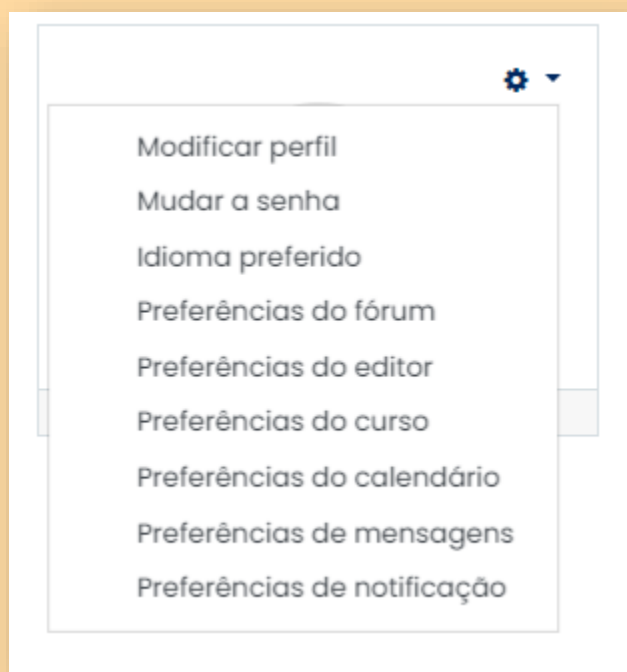 Modificar perfil
Mudar a senha
Idioma preferido
Preferências do fórum
Preferências do editor
Preferências do curso
Preferências do calendário
Preferências de mensagens
Preferências de notificação